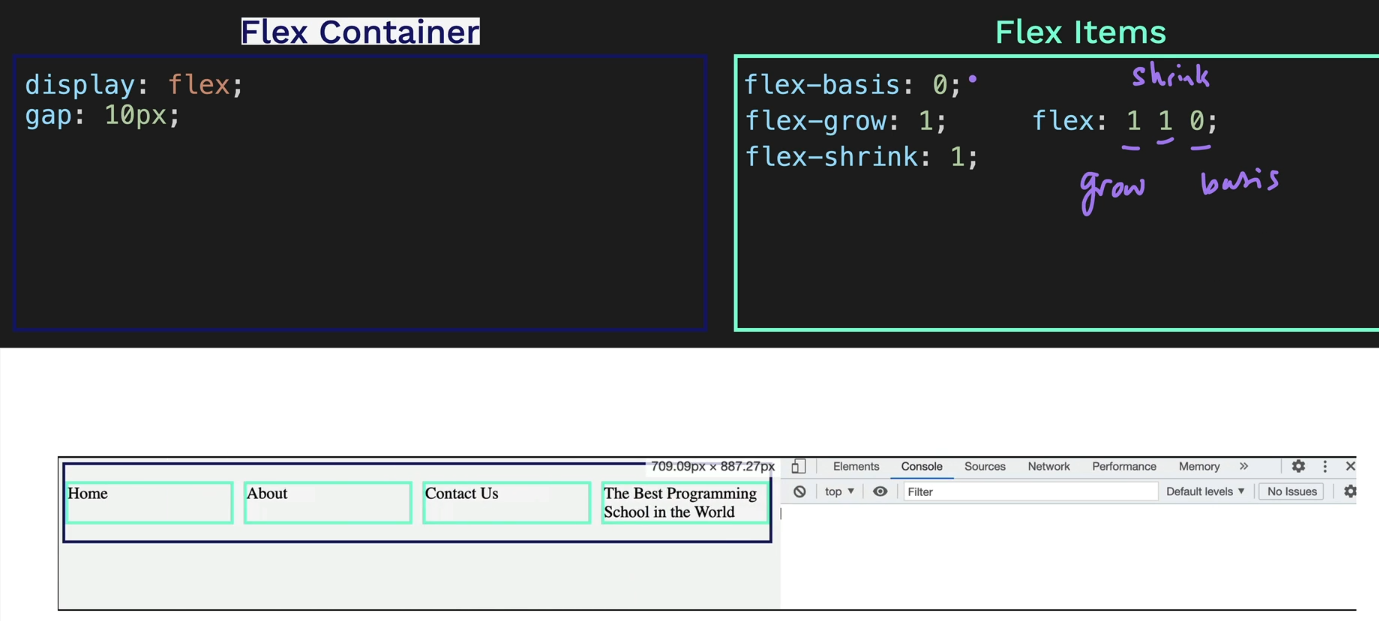 Flex Container
Flex Items
display: flex;
gap: 10px;
flex-basis: 0;
flex-grow: 1;
flex-shrink: 1;
shrink
flex: 1 1 0;
grow
basis
709.09px × 887.27px
Home
About
Contact Us
The Best Programming
School in the World
Elements Console Sources Network Performance Memory »
top ▼ Filter Default levels ▼ No Issues